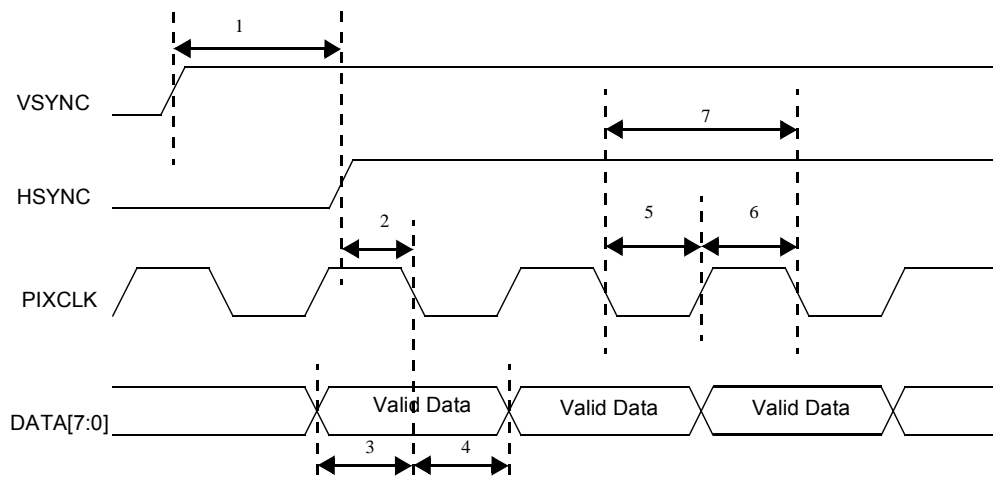 1
VSYNC
7
HSYNC
2
5
6
PIXCLK
Valid Data
Valid Data
Valid Data
DATA[7:0]
3
4